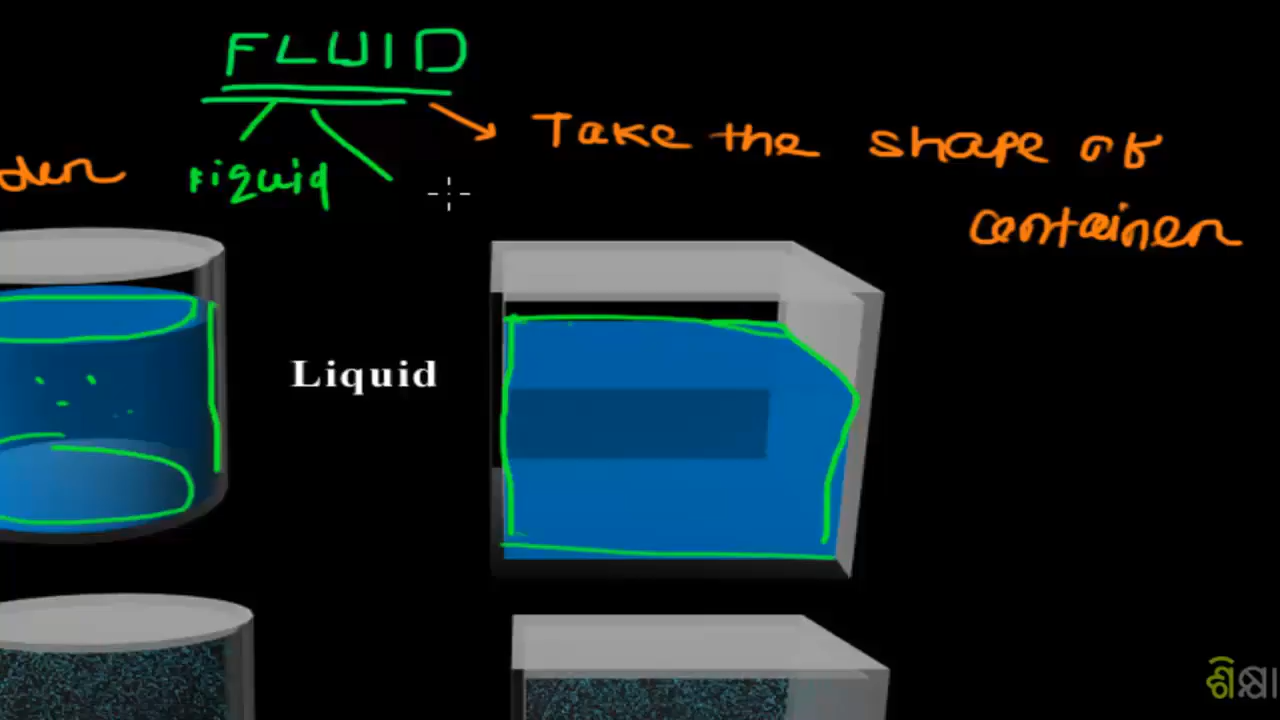 FLUID
Take the shape of
Liquid
container
Liquid
ଶିକ୍ଷା